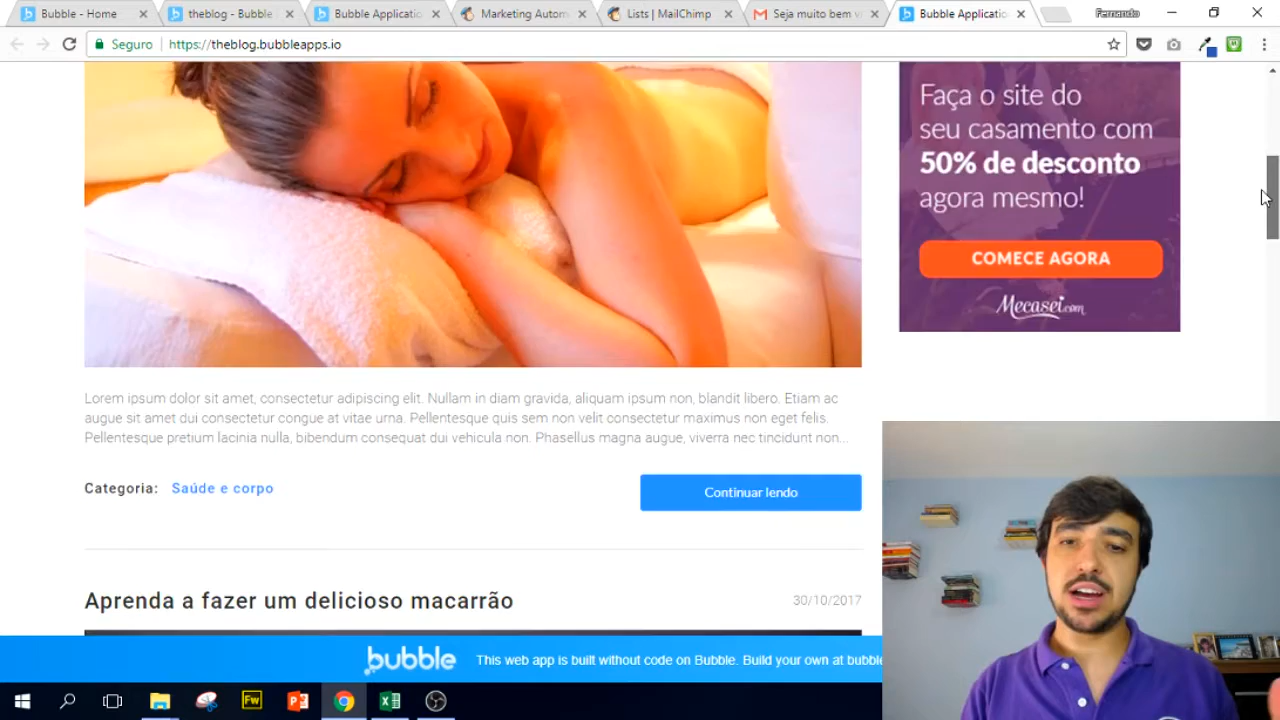 Bubble - Home
theblog - Bubble
Bubble Applicatio
Marketing Autom
Lists | MailChimp
Seja muito bem v
Bubble Applicatio
Fernando
Seguro
https://theblog.bubbleapps.io
Faça o site do
seu casamento com
50% de desconto
agora mesmo!
COMECE AGORA
Mecasei.com
Lorem ipsum dolor sit amet, consectetur adipiscing elit. Nullam in diam gravida, aliquam ipsum non, blandit libero. Etiam ac
augue sit amet dui consectetur congue at vitae urna. Pellentesque quis sem non velit consectetur maximus non eget felis.
Pellentesque pretium lacinia nulla, bibendum consequat dui vehicula non. Phasellus magna augue, viverra nec tincidunt non...
Categoria: Saúde e corpo
Continuar lendo
Aprenda a fazer um delicioso macarrão
30/10/2017
bubble
This web app is built without code on Bubble. Build your own at bubble
Fw